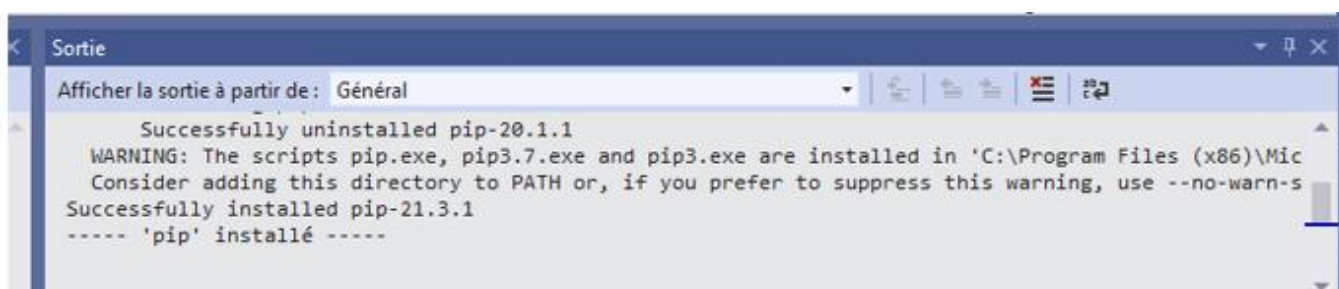 Sortie
Afficher la sortie à partir de : Général
Successfully uninstalled pip-20.1.1
WARNING: The scripts pip.exe, pip3.7.exe and pip3.exe are installed in 'C:\Program Files (x86)\Mic
Consider adding this directory to PATH or, if you prefer to suppress this warning, use --no-warn-s
Successfully installed pip-21.3.1
----- 'pip' installé -----